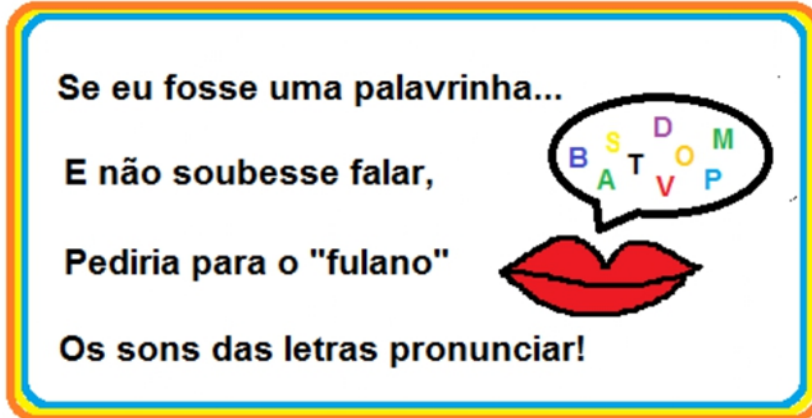 Se eu fosse uma palavrinha...
E não soubesse falar,
Pediria para o "fulano"
Os sons das letras pronunciar!
B S D M
A T O V P